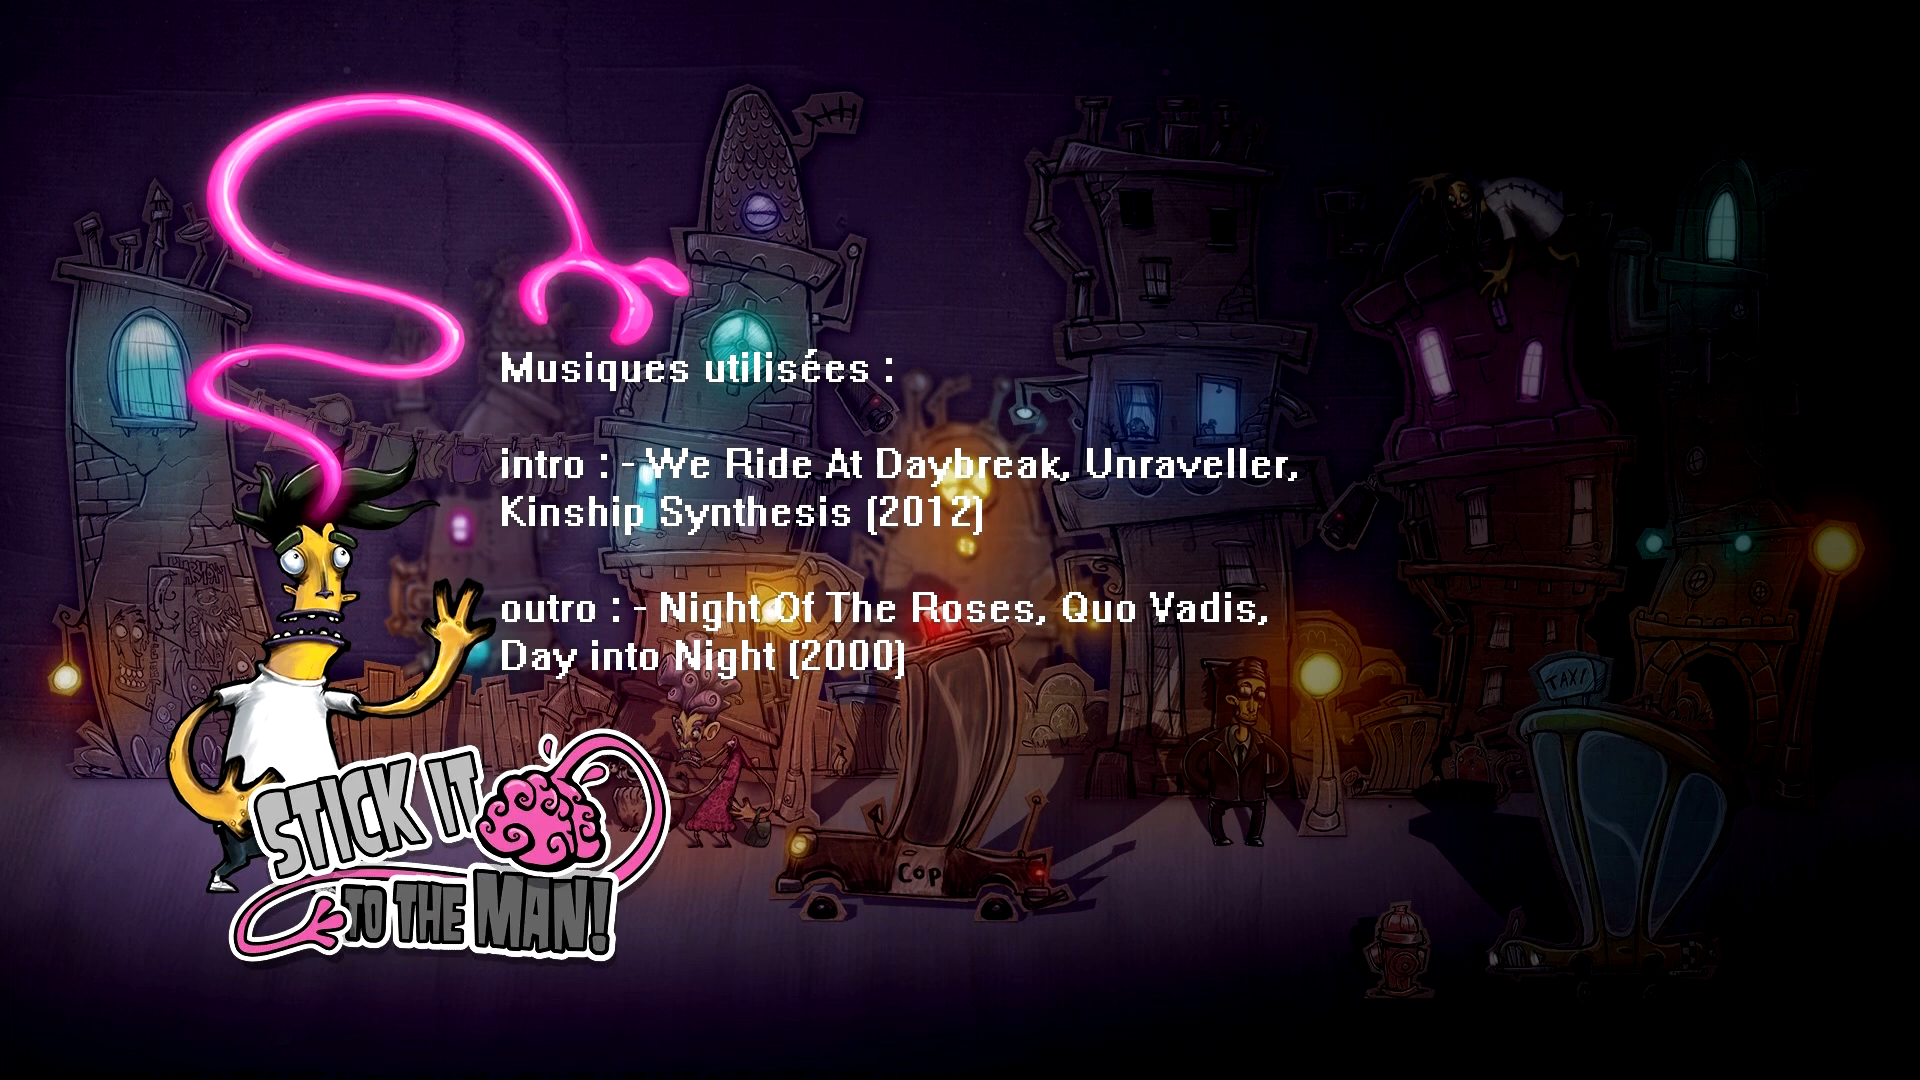 Musiques utilisées :
intro : - We Ride At Daybreak, Unraveller,
Kinship Synthesis (2012)
outro : - Night Of The Roses, Quo Vadis,
Day into Night (2000)
TAXI
STICK IT
TO THE MAN!
COP